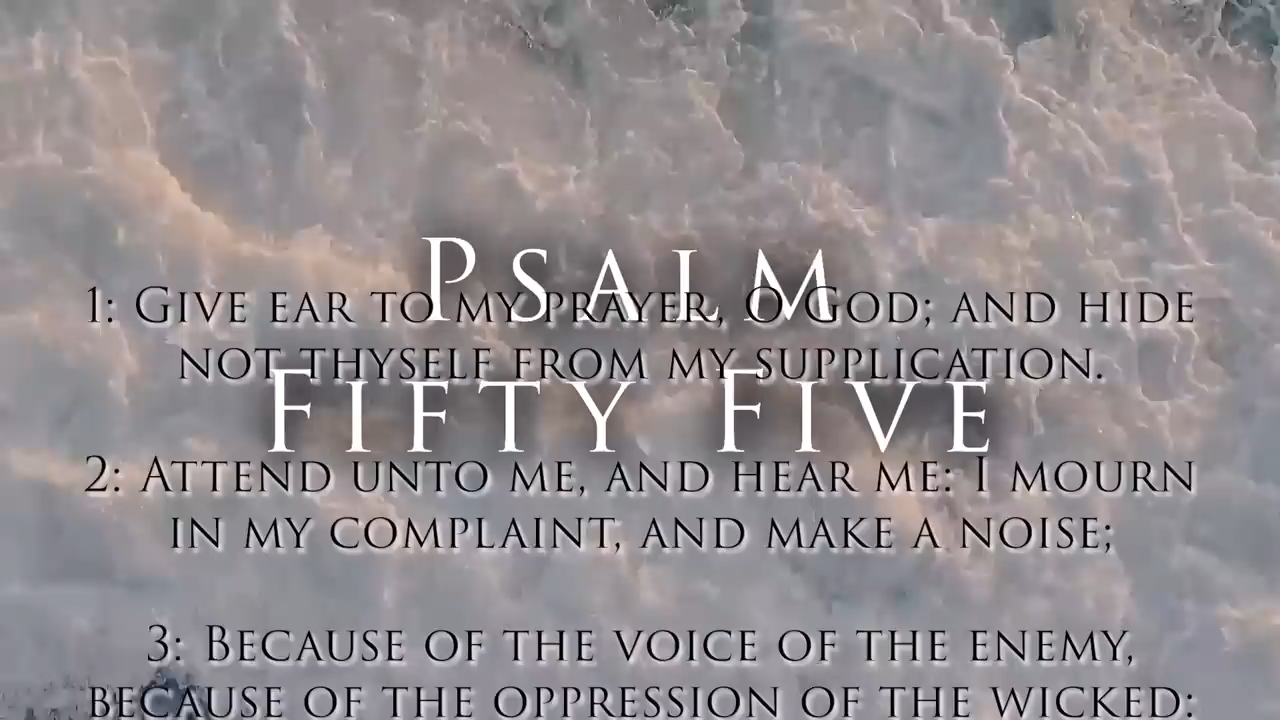 Psalm
1: Give ear to my prayer, O God; and hide
not thyself from my supplication.
Fifty Five
2: Attend unto me, and hear me: I mourn
in my complaint, and make a noise;
3: Because of the voice of the enemy,
because of the oppression of the wicked: